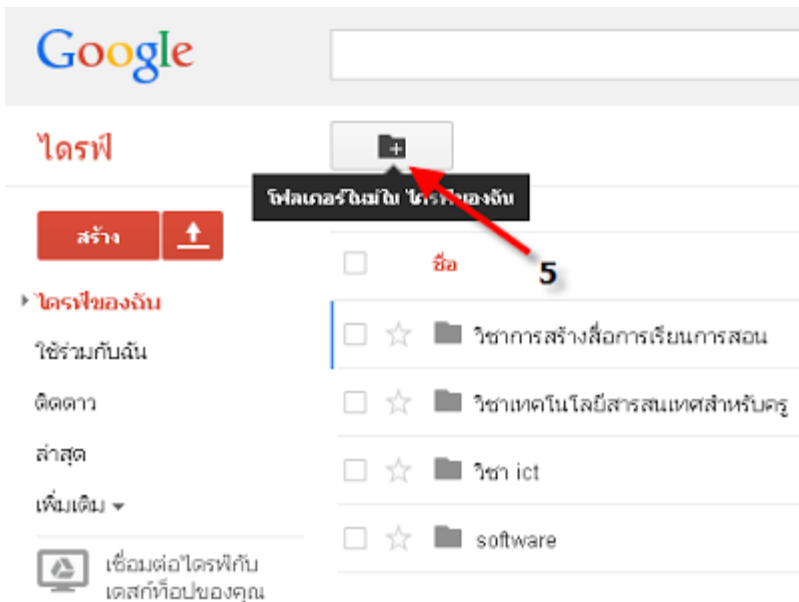 Google
ไดรฟ์
โฟลเดอร์ใหม่ใน ไดรฟ์ของฉัน
สร้าง
ชื่อ
5
ไดรฟ์ของฉัน
วิชาการสร้างสื่อการเรียนการสอน
ใช้ร่วมกับฉัน
ติดดาว
วิชาเทคโนโลยีสารสนเทศสำหรับครู
ล่าสุด
วิชา ict
เพิ่มเติม
software
เชื่อมต่อไดรฟ์กับ
เดสก์ท็อปของคุณ